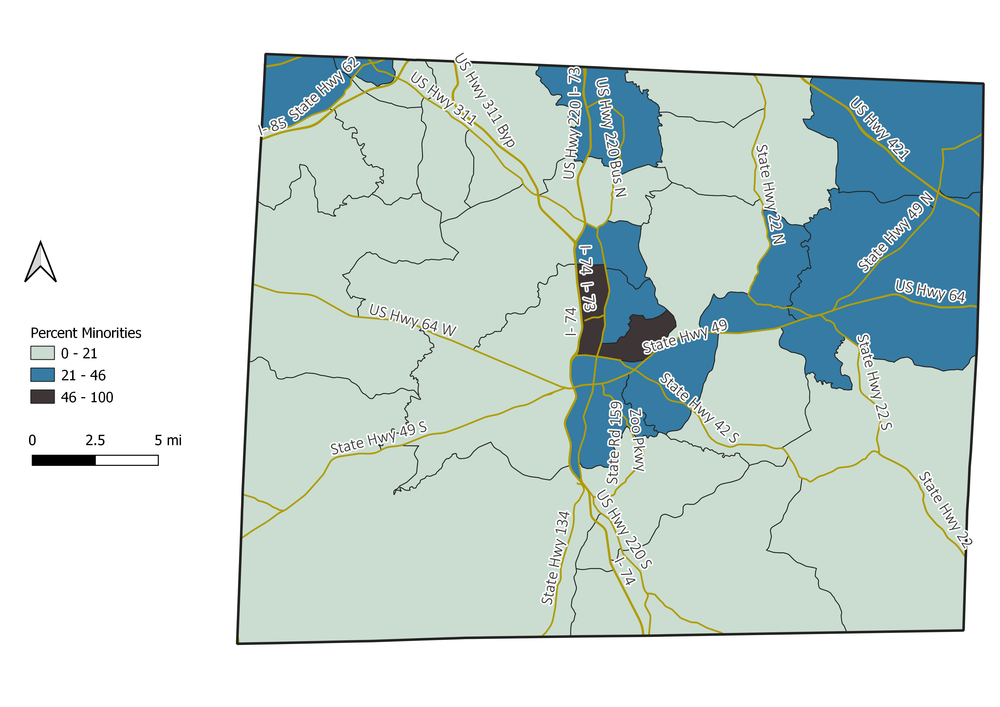 State Hwy 62
I- 85
US Hwy 311
US Hwy 311 Byp
US Hwy 220
I- 73
US Hwy 220 Bus N
State Hwy 22 N
US Hwy 421
State Hwy 49 N
US Hwy 64
I- 74
I- 73
I- 74
US Hwy 64 W
State Hwy 49
Percent Minorities
0 - 21
21 - 46
46 - 100
0 2.5 5 mi
State Hwy 49 S
State Hwy 42 S
State Rd 159
Zoo Pkwy
State Hwy 22 S
State Hwy 22
State Hwy 134
US Hwy 220 S
I- 74